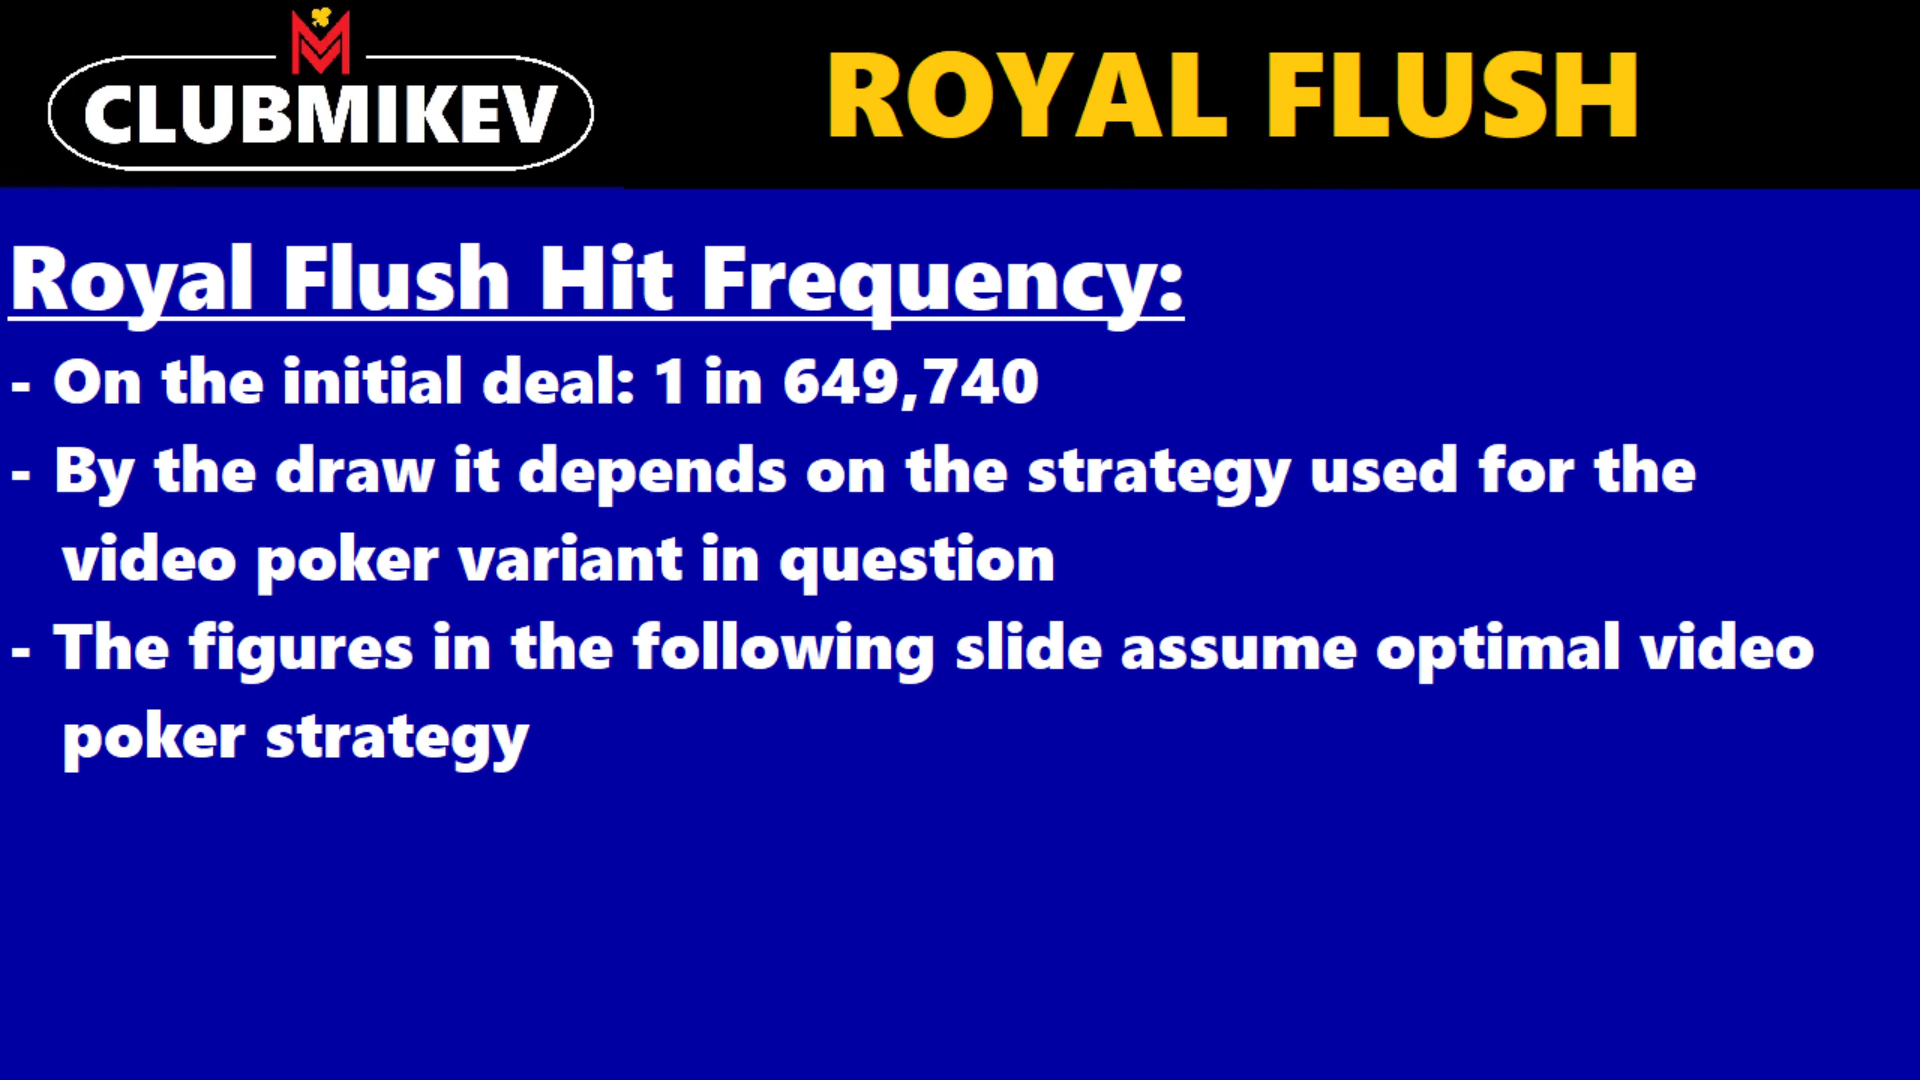 CLUBMIKEV
ROYAL FLUSH
Royal Flush Hit Frequency:
- On the initial deal: 1 in 649,740
- By the draw it depends on the strategy used for the
video poker variant in question
- The figures in the following slide assume optimal video
poker strategy